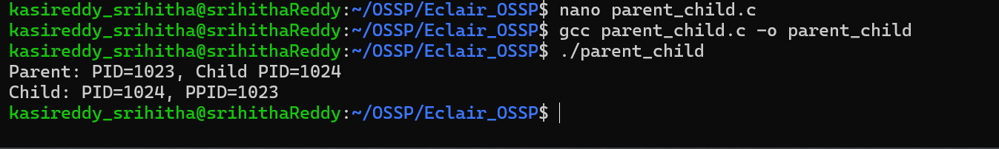 kasireddy_srihitha@srihithaReddy:~/OSSP/Eclair_OSSP$ nano parent_child.c
kasireddy_srihitha@srihithaReddy:~/OSSP/Eclair_OSSP$ gcc parent_child.c -o parent_child
kasireddy_srihitha@srihithaReddy:~/OSSP/Eclair_OSSP$ ./parent_child
Parent: PID=1023, Child PID=1024
Child: PID=1024, PPID=1023
kasireddy_srihitha@srihithaReddy:~/OSSP/Eclair_OSSP$